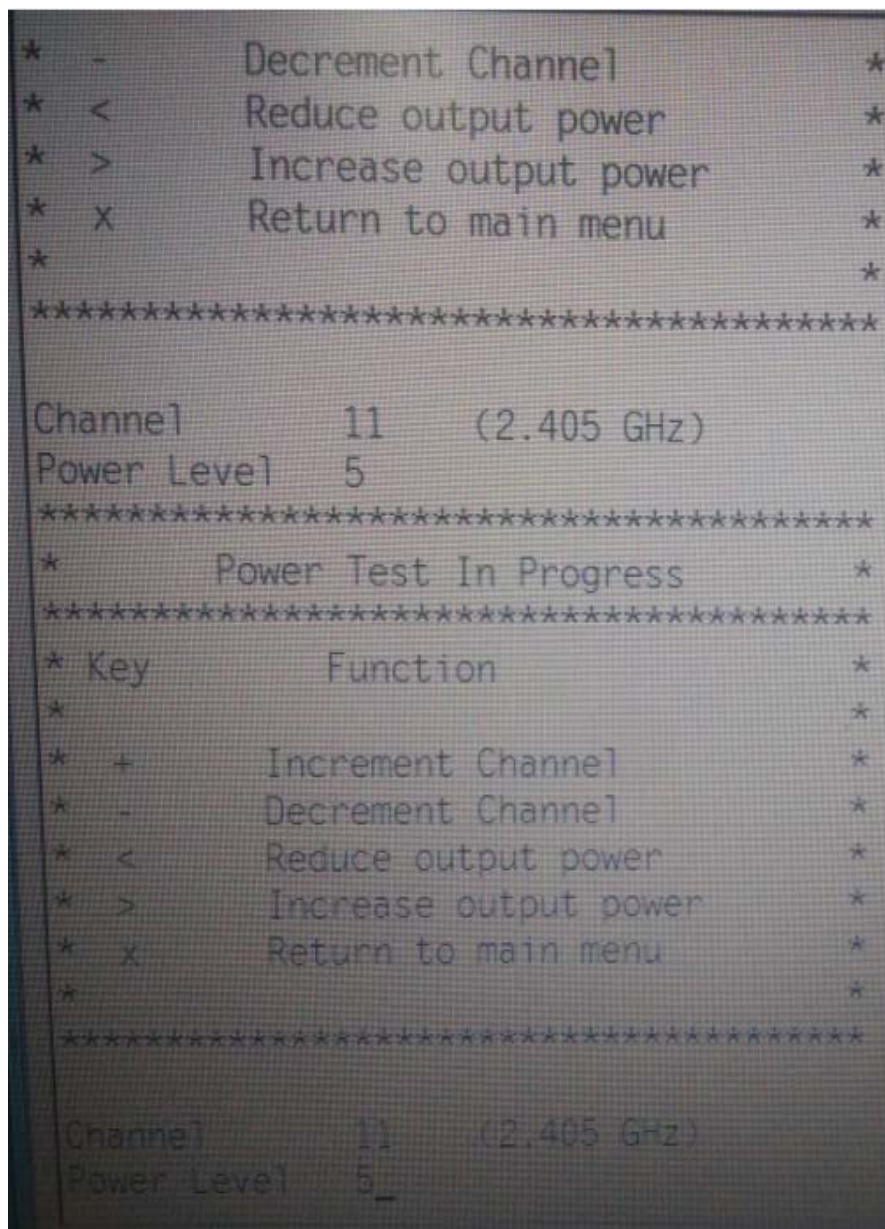 * - Decrement Channel *
* < Reduce output power *
* > Increase output power *
* x Return to main menu *
* *
**********************************************
Channel 11 (2.405 GHz)
Power Level 5
**********************************************
* Power Test In Progress *
**********************************************
* Key Function *
* *
* + Increment Channel *
* - Decrement Channel *
* < Reduce output power *
* > Increase output power *
* x Return to main menu *
* *
**********************************************
Channel 11 (2.405 GHz)
Power Level 5_